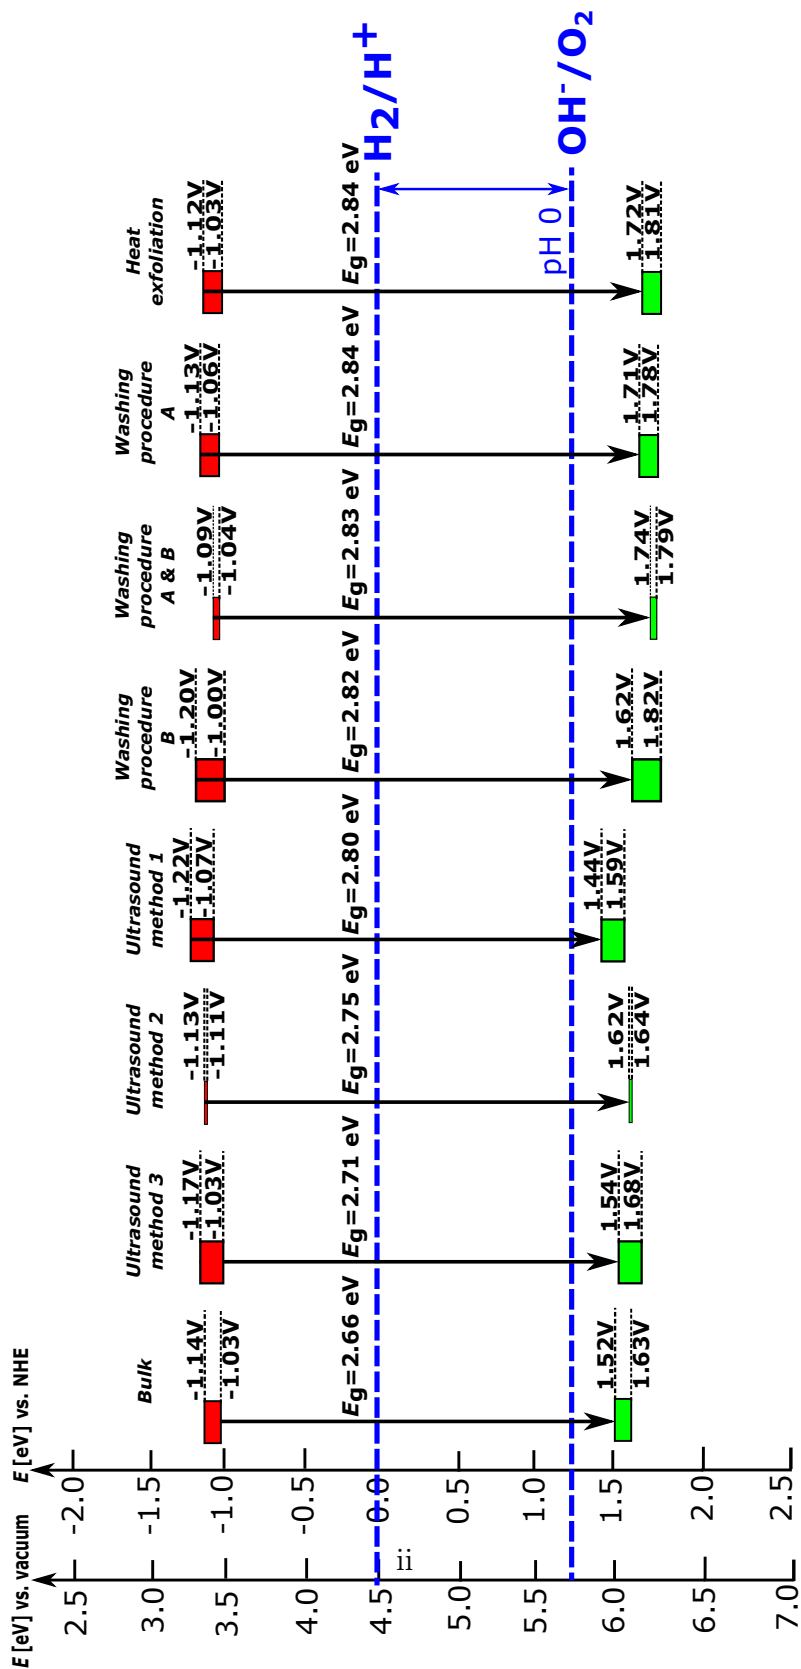 E [eV] vs. vacuum
E [eV] vs. NHE
2.5
3.0
3.5
4.5
5.0
5.5
6.0
6.5
7.0
-2.0
-1.5
-1.0
-0.5
0.0
0.5
1.0
1.5
2.0
2.5
ii
Bulk
-1.14V
-1.03V
Eg=2.66 eV
1.52V
1.63V
Ultrasound
method 3
-1.17V
-1.03V
Eg=2.71 eV
1.54V
1.68V
Ultrasound
method 2
-1.13V
-1.11V
Eg=2.75 eV
1.62V
1.64V
Ultrasound
method 1
-1.22V
-1.07V
Eg=2.80 eV
1.44V
1.59V
Washing
procedure
B
-1.20V
-1.00V
Eg=2.82 eV
1.62V
1.82V
Washing
procedure
A & B
-1.09V
-1.04V
Eg=2.83 eV
1.74V
1.79V
Washing
procedure
A
-1.13V
-1.06V
Eg=2.84 eV
1.71V
1.78V
Heat
exfoliation
-1.12V
-1.03V
Eg=2.84 eV
1.72V
1.81V
H2/H⁺
pH 0
OH⁻/O₂